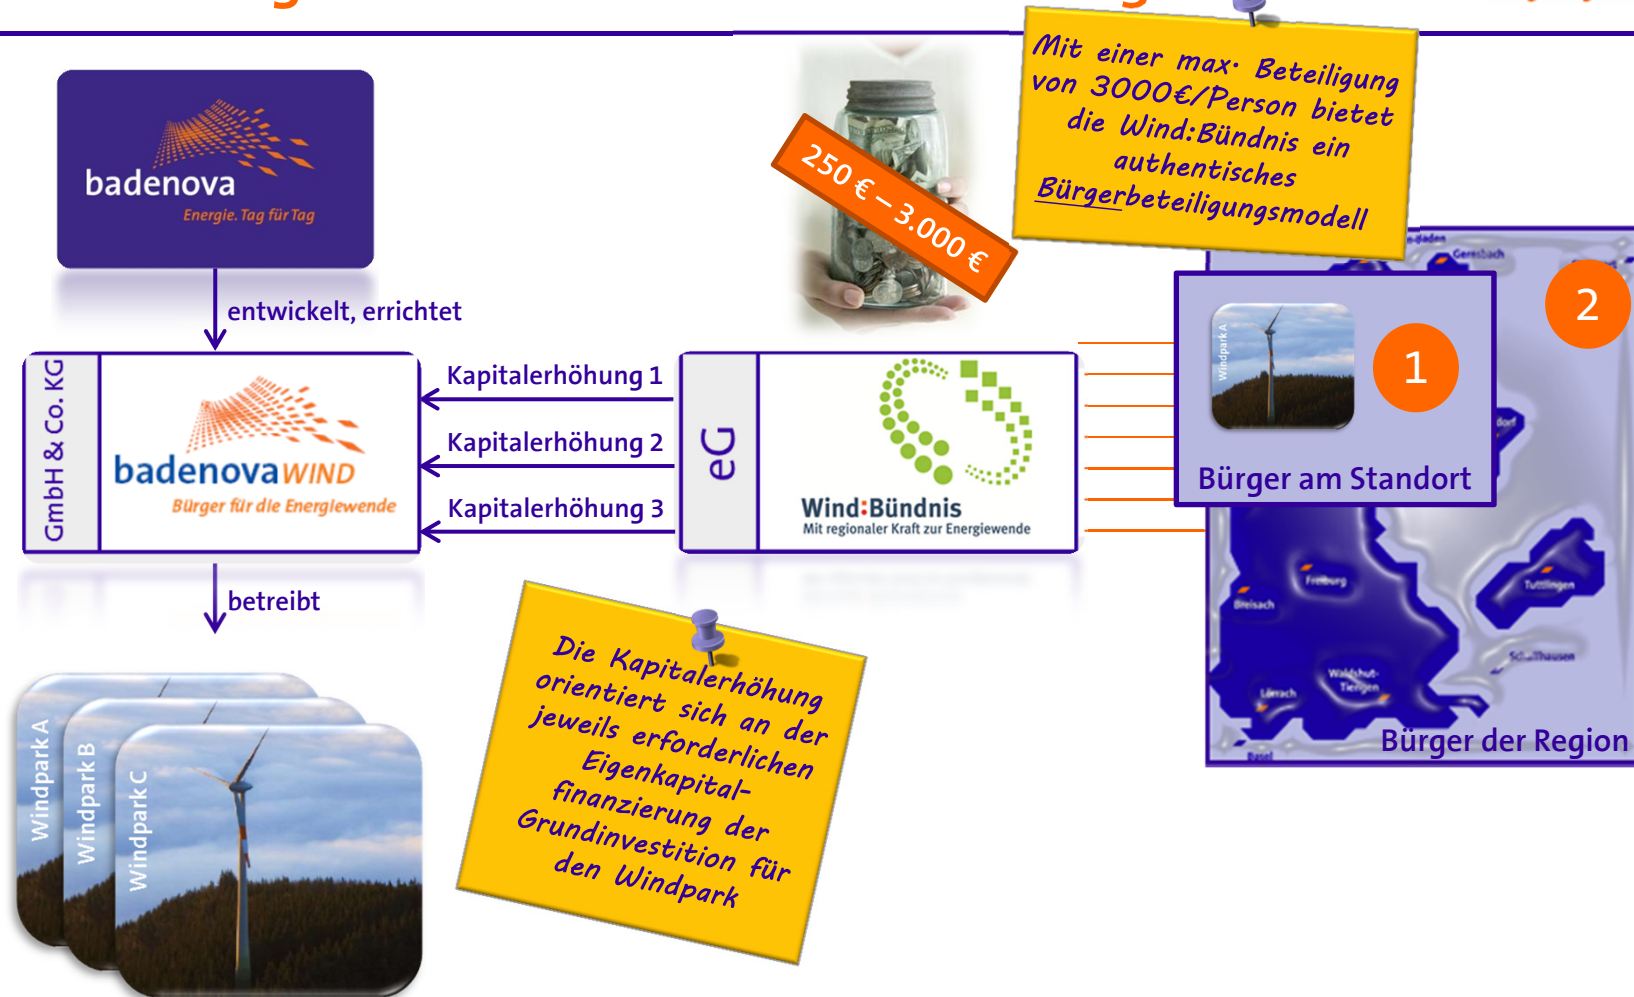 Mit einer max. Beteiligung
von 3000€/Person bietet
die Wind:Bündnis ein
authentisches
Bürgerbeteiligungsmodell
badenova
Energie. Tag für Tag
250 € – 3.000 €
entwickelt, errichtet
GmbH & Co. KG
badenovaWIND
Bürger für die Energiewende
Kapitalerhöhung 1
Kapitalerhöhung 2
Kapitalerhöhung 3
eG
Wind:Bündnis
Mit regionaler Kraft zur Energiewende
Windpark A
1
2
Bürger am Standort
Gernsbach
Freiburg
Breisach
Tuttlingen
Schaffhausen
Waldshut-
Tiengen
Lörrach
Basel
Bürger der Region
betreibt
Windpark A
Windpark B
Windpark C
Die Kapitalerhöhung
orientiert sich an der
jeweils erforderlichen
Eigenkapital-
finanzierung der
Grundinvestition für
den Windpark